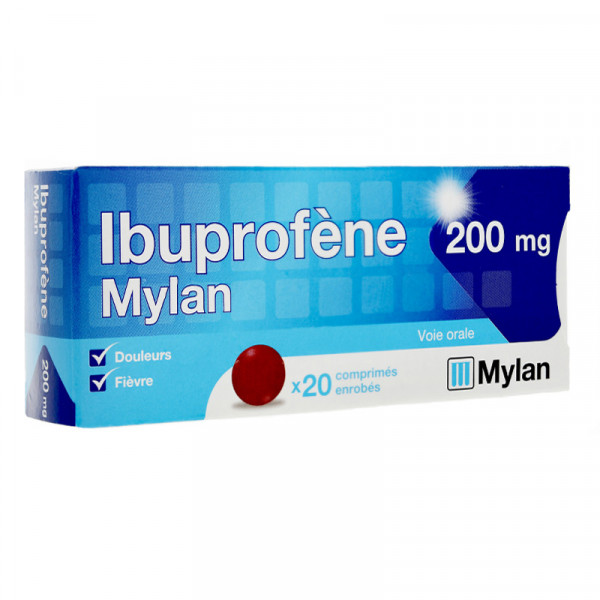 Ibuprofène
Mylan
200 mg
Ibuprofène
Mylan
200 mg
Voie orale
Douleurs
Fièvre
x20 comprimés
enrobés
Mylan